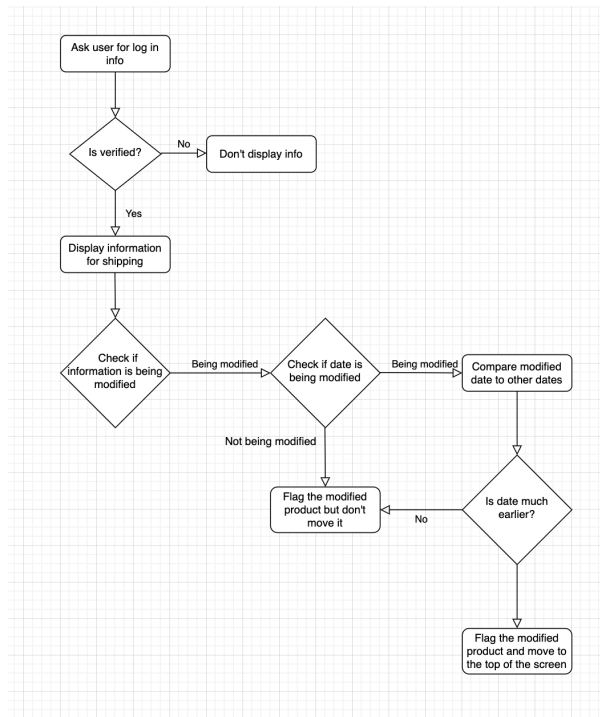 Ask user for log in
info
Is verified?
No
Don't display info
Yes
Display information
for shipping
Check if
information is being
modified
Being modified
Check if date is
being modified
Being modified
Compare modified
date to other dates
Not being modified
Flag the modified
product but don't
move it
No
Is date much
earlier?
Flag the modified
product and move to
the top of the screen